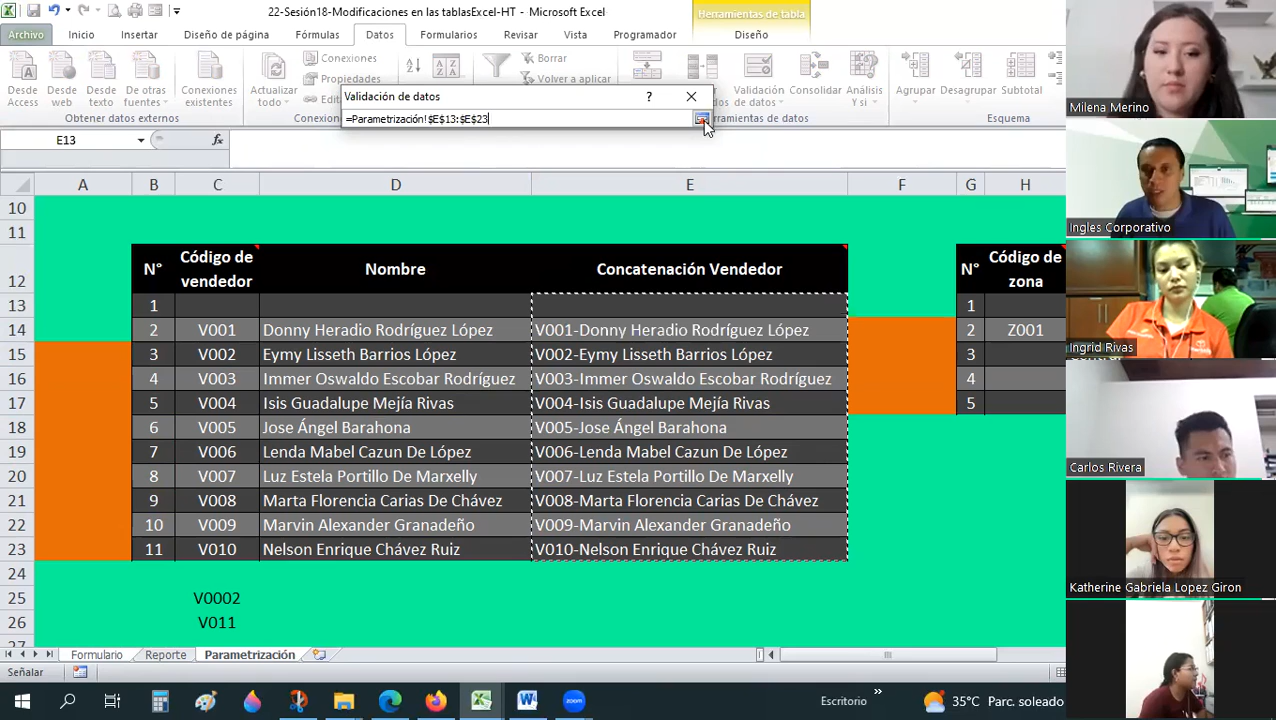 22-Sesión18-Modificaciones en las tablasExcel-HT - Microsoft Excel
Herramientas de tabla
Archivo Inicio Insertar Diseño de página Fórmulas Datos Formularios Revisar Vista Programador Diseño
Desde Access
Desde web
Desde texto
De otras fuentes
Conexiones existentes
Obtener datos externos
Actualizar todo
Conexiones
Propiedades
Borrar
Volver a aplicar
Validación de datos
Consolidar
Análisis Y si
Agrupar
Desagrupar
Subtotal
Esquema
Validación de datos ?
=Parametrización!$E$13:$E$23
E13 fx
A B C D E F G H
10
11
12 N° Código de vendedor Nombre Concatenación Vendedor N° Código de zona
13 1 1
14 2 V001 Donny Heradio Rodríguez López V001-Donny Heradio Rodríguez López 2 Z001
15 3 V002 Eymy Lisseth Barrios López V002-Eymy Lisseth Barrios López 3
16 4 V003 Immer Oswaldo Escobar Rodríguez V003-Immer Oswaldo Escobar Rodríguez 4
17 5 V004 Isis Guadalupe Mejía Rivas V004-Isis Guadalupe Mejía Rivas 5
18 6 V005 Jose Ángel Barahona V005-Jose Ángel Barahona
19 7 V006 Lenda Mabel Cazun De López V006-Lenda Mabel Cazun De López
20 8 V007 Luz Estela Portillo De Marxelly V007-Luz Estela Portillo De Marxelly
21 9 V008 Marta Florencia Carias De Chávez V008-Marta Florencia Carias De Chávez
22 10 V009 Marvin Alexander Granadeño V009-Marvin Alexander Granadeño
23 11 V010 Nelson Enrique Chávez Ruiz V010-Nelson Enrique Chávez Ruiz
24
25 V0002
26 V011
27
Formulario Reporte Parametrización
Señalar
Escritorio » 35°C Parc. soleado
Milena Merino
Ingles Corporativo
Ingrid Rivas
Carlos Rivera
Katherine Gabriela Lopez Giron